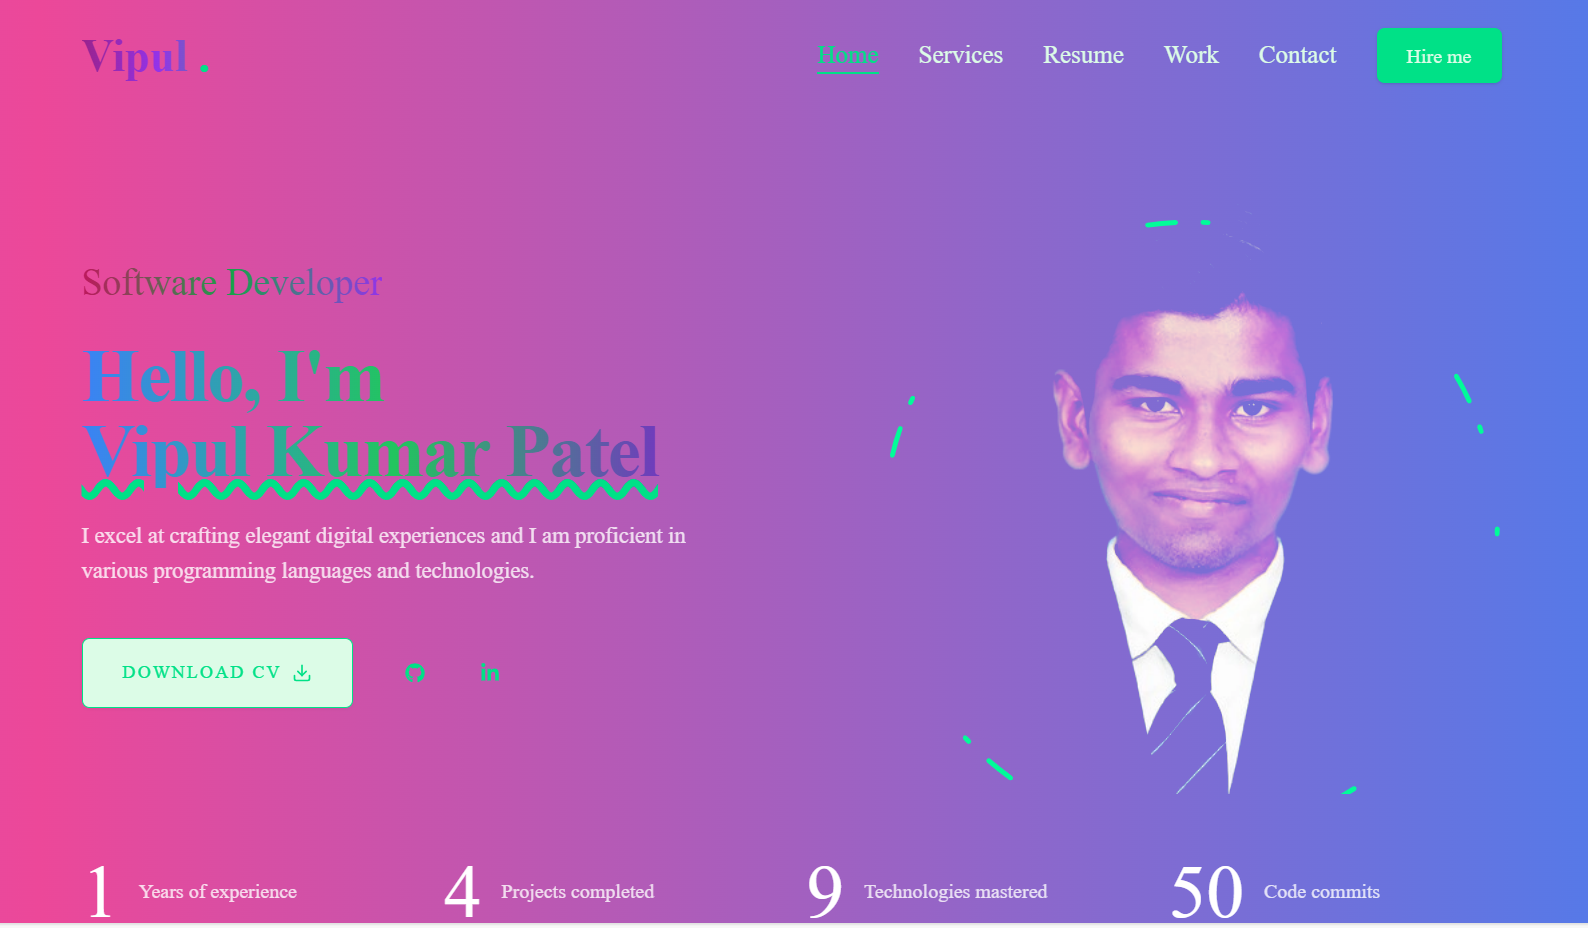 Vipul .
Home Services Resume Work Contact Hire me
Software Developer
Hello, I'm
Vipul Kumar Patel
I excel at crafting elegant digital experiences and I am proficient in
various programming languages and technologies.
DOWNLOAD CV
in
1 Years of experience
4 Projects completed
9 Technologies mastered
50 Code commits